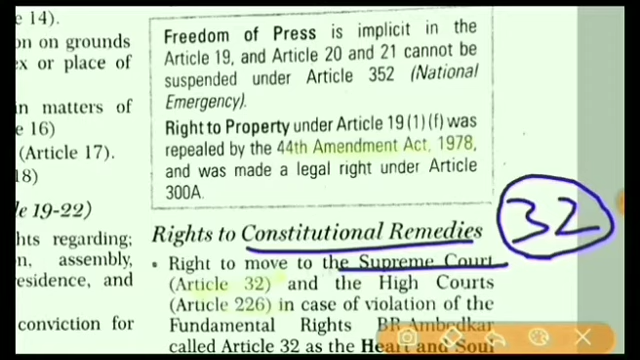 e 14).
on on grounds
ex or place of
n matters of
e 16)
(Article 17).
18)
le 19-22)
hts regarding;
n, assembly,
esidence, and
conviction for
Freedom of Press is implicit in the
Article 19, and Article 20 and 21 cannot be
suspended under Article 352 (National
Emergency).
Right to Property under Article 19 (1) (f) was
repealed by the 44th Amendment Act, 1978,
and was made a legal right under Article
300A.
Rights to Constitutional Remedies
• Right to move to the Supreme Court
(Article 32) and the High Courts
(Article 226) in case of violation of the
Fundamental Rights BR Ambedkar
called Article 32 as the Heart and Soul
32